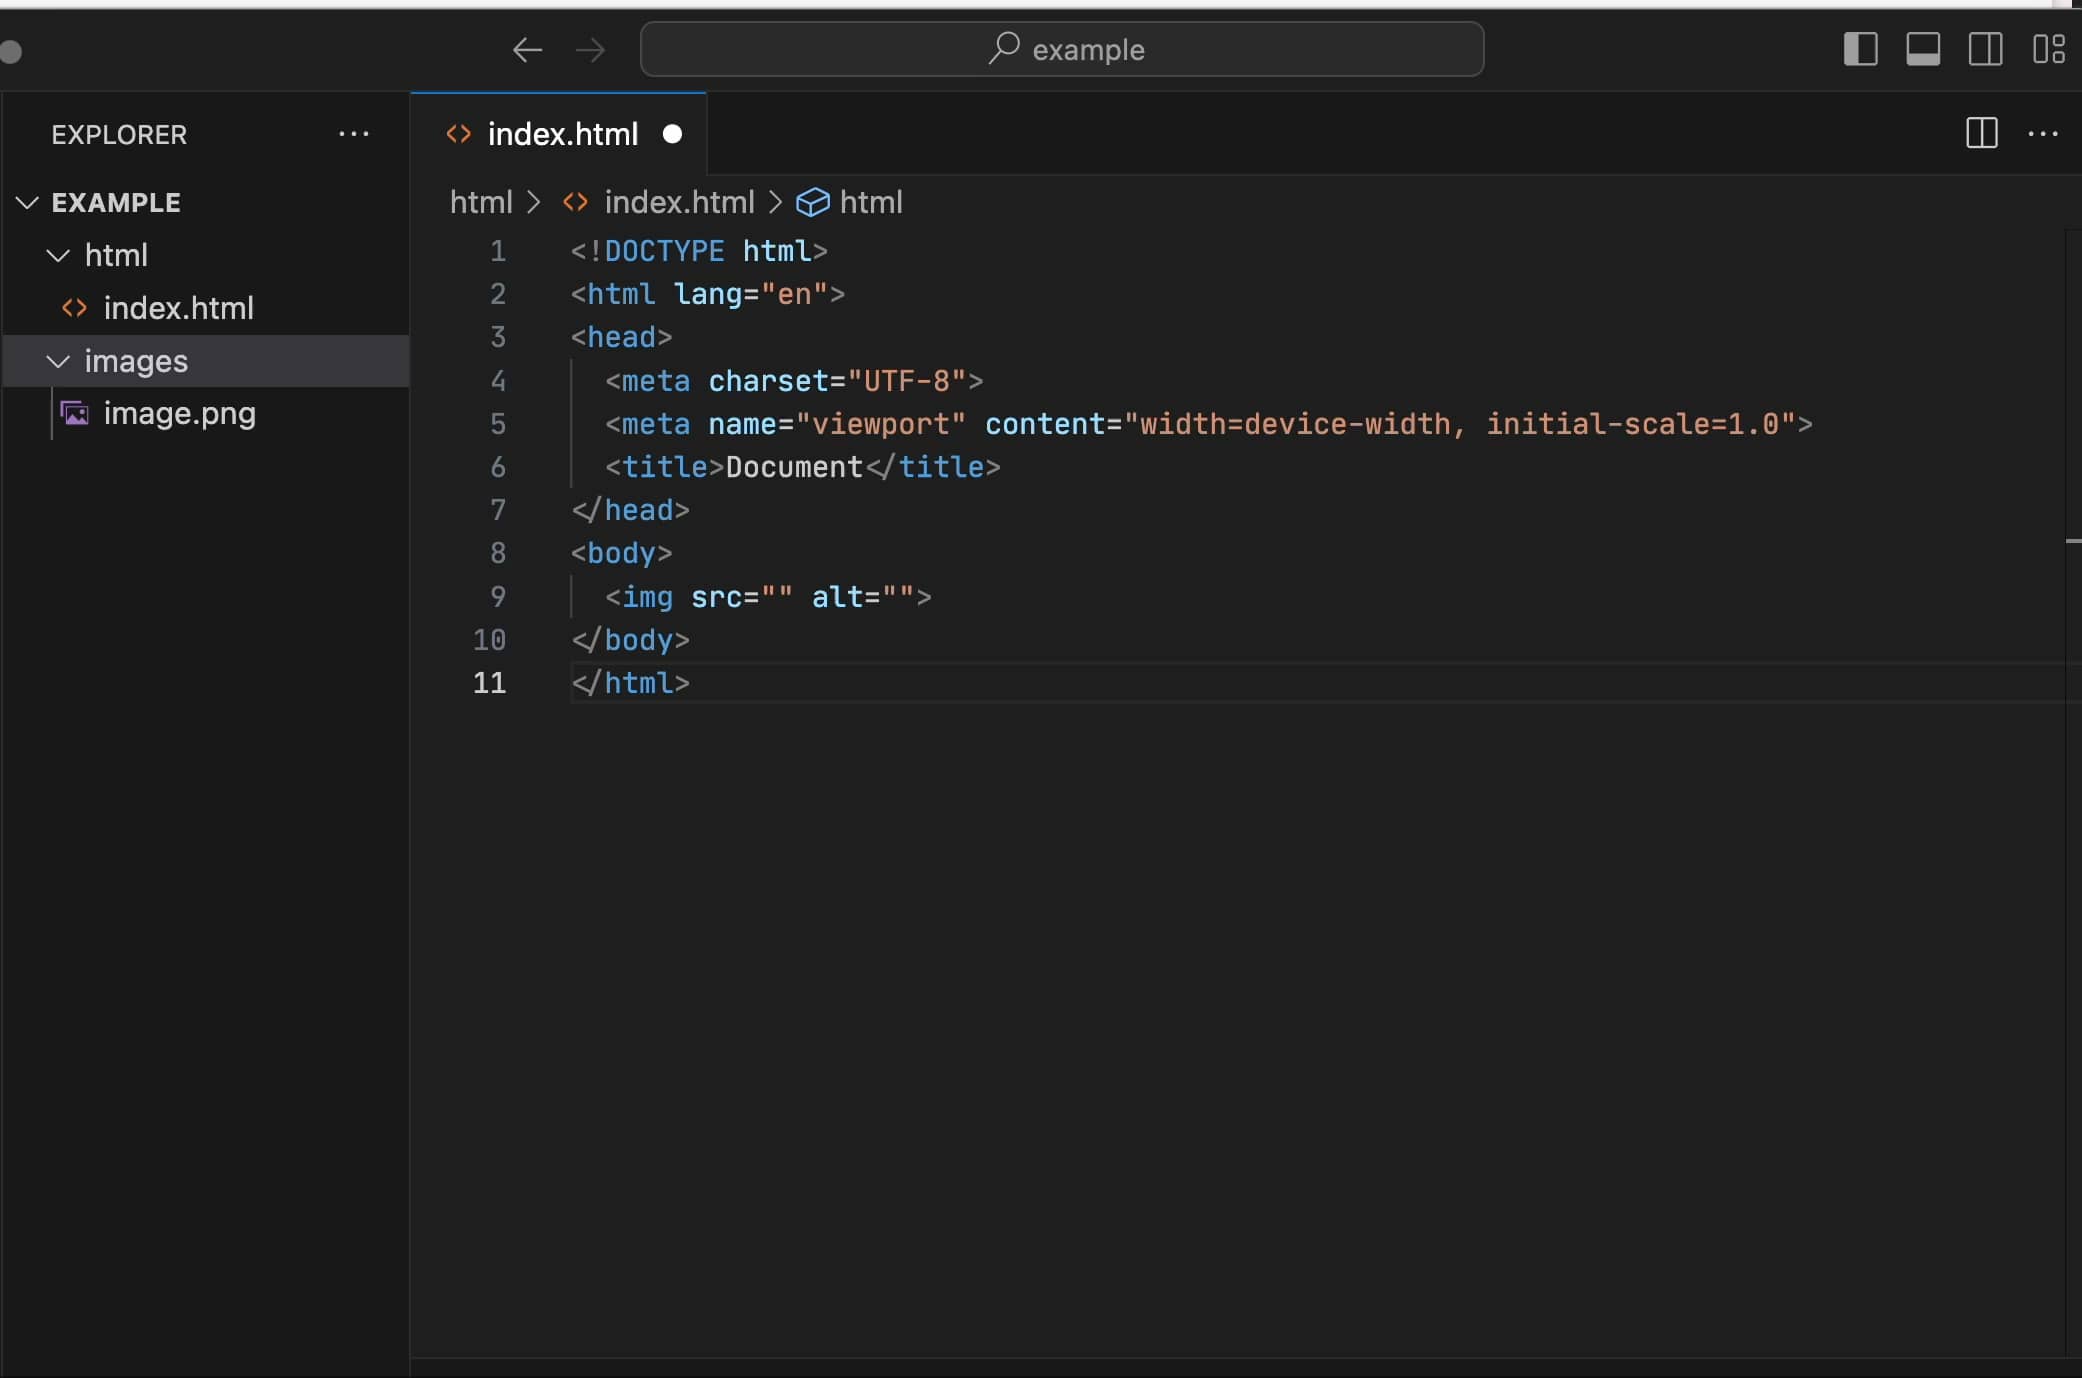 example
EXPLORER
EXAMPLE
html
index.html
images
image.png
index.html
html > index.html > html
1 <!DOCTYPE html>
2 <html lang="en">
3 <head>
4 <meta charset="UTF-8">
5 <meta name="viewport" content="width=device-width, initial-scale=1.0">
6 <title>Document</title>
7 </head>
8 <body>
9 <img src="" alt="">
10 </body>
11 </html>